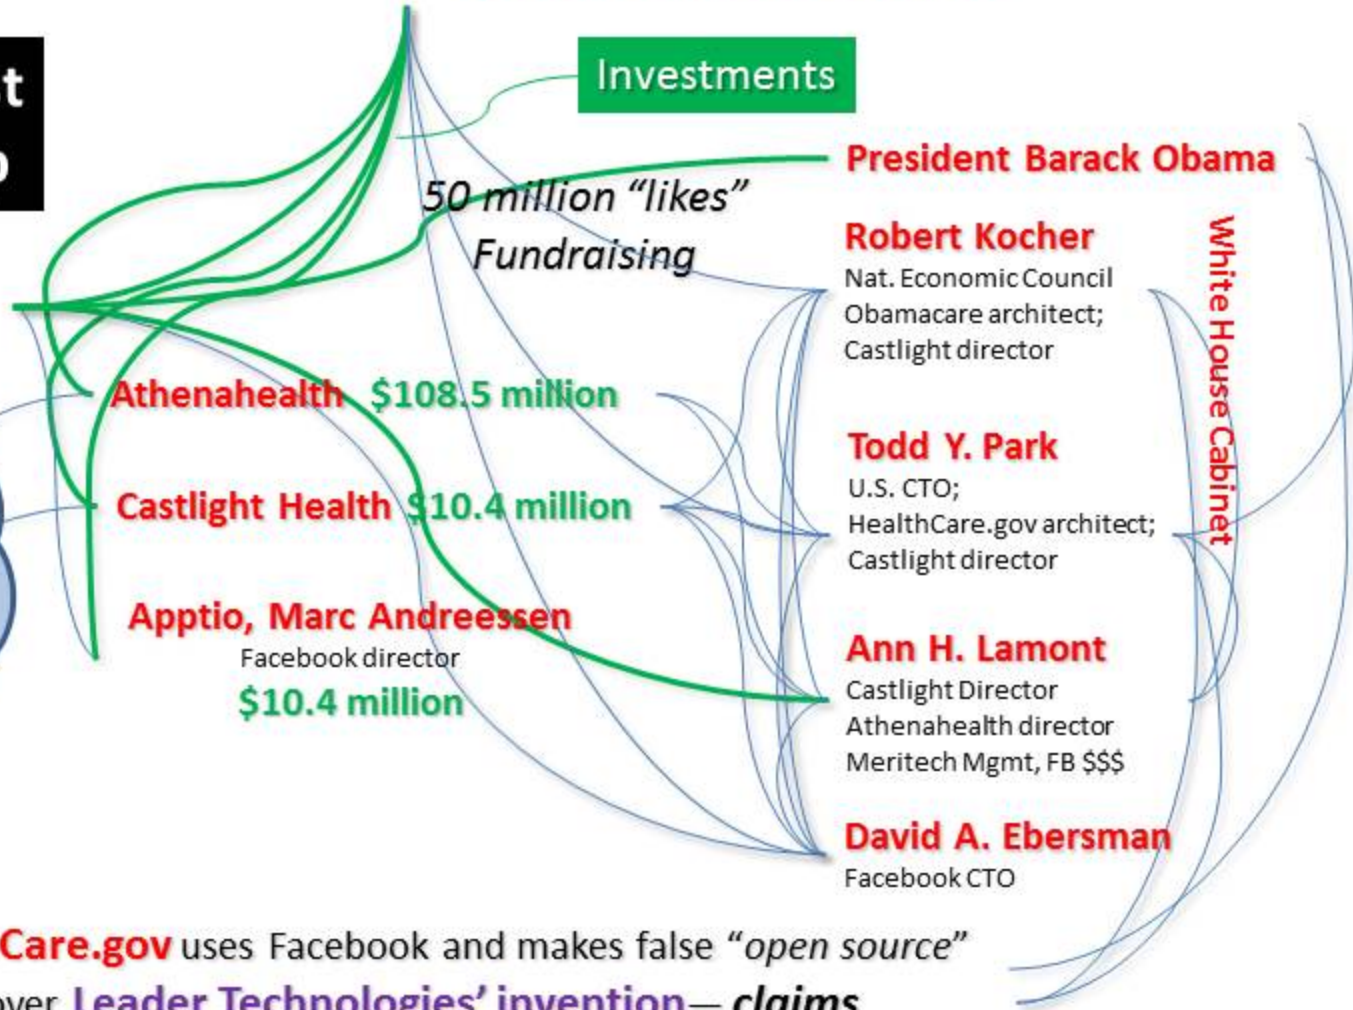 st
Investments
President Barack Obama
50 million “likes”
Fundraising
Robert Kocher
Nat. Economic Council
Obamacare architect;
Castlight director
White House Cabinet
Athenahealth $108.5 million
Todd Y. Park
U.S. CTO;
HealthCare.gov architect;
Castlight director
Castlight Health $10.4 million
Apptio, Marc Andreessen
Facebook director
$10.4 million
Ann H. Lamont
Castlight Director
Athenahealth director
Meritech Mgmt, FB $$$
David A. Ebersman
Facebook CTO
Care.gov uses Facebook and makes false “open source”
over Leader Technologies’ invention— claims